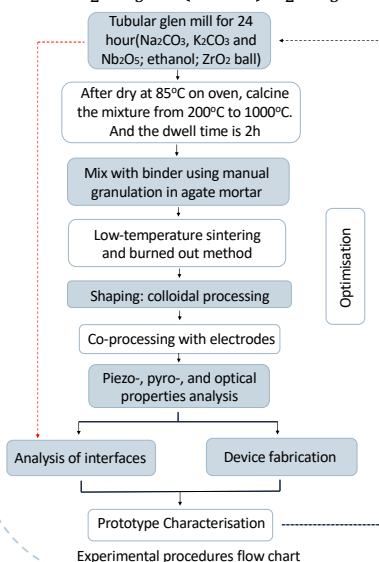 Tubular glen mill for 24
hour(Na₂CO₃, K₂CO₃ and
Nb₂O₅; ethanol; ZrO₂ ball)
After dry at 85°C on oven, calcine
the mixture from 200°C to 1000°C.
And the dwell time is 2h
Mix with binder using manual
granulation in agate mortar
Low-temperature sintering
and burned out method
Optimisation
Shaping: colloidal processing
Co-processing with electrodes
Piezo-, pyro-, and optical
properties analysis
Analysis of interfaces
Device fabrication
Prototype Characterisation
Experimental procedures flow chart